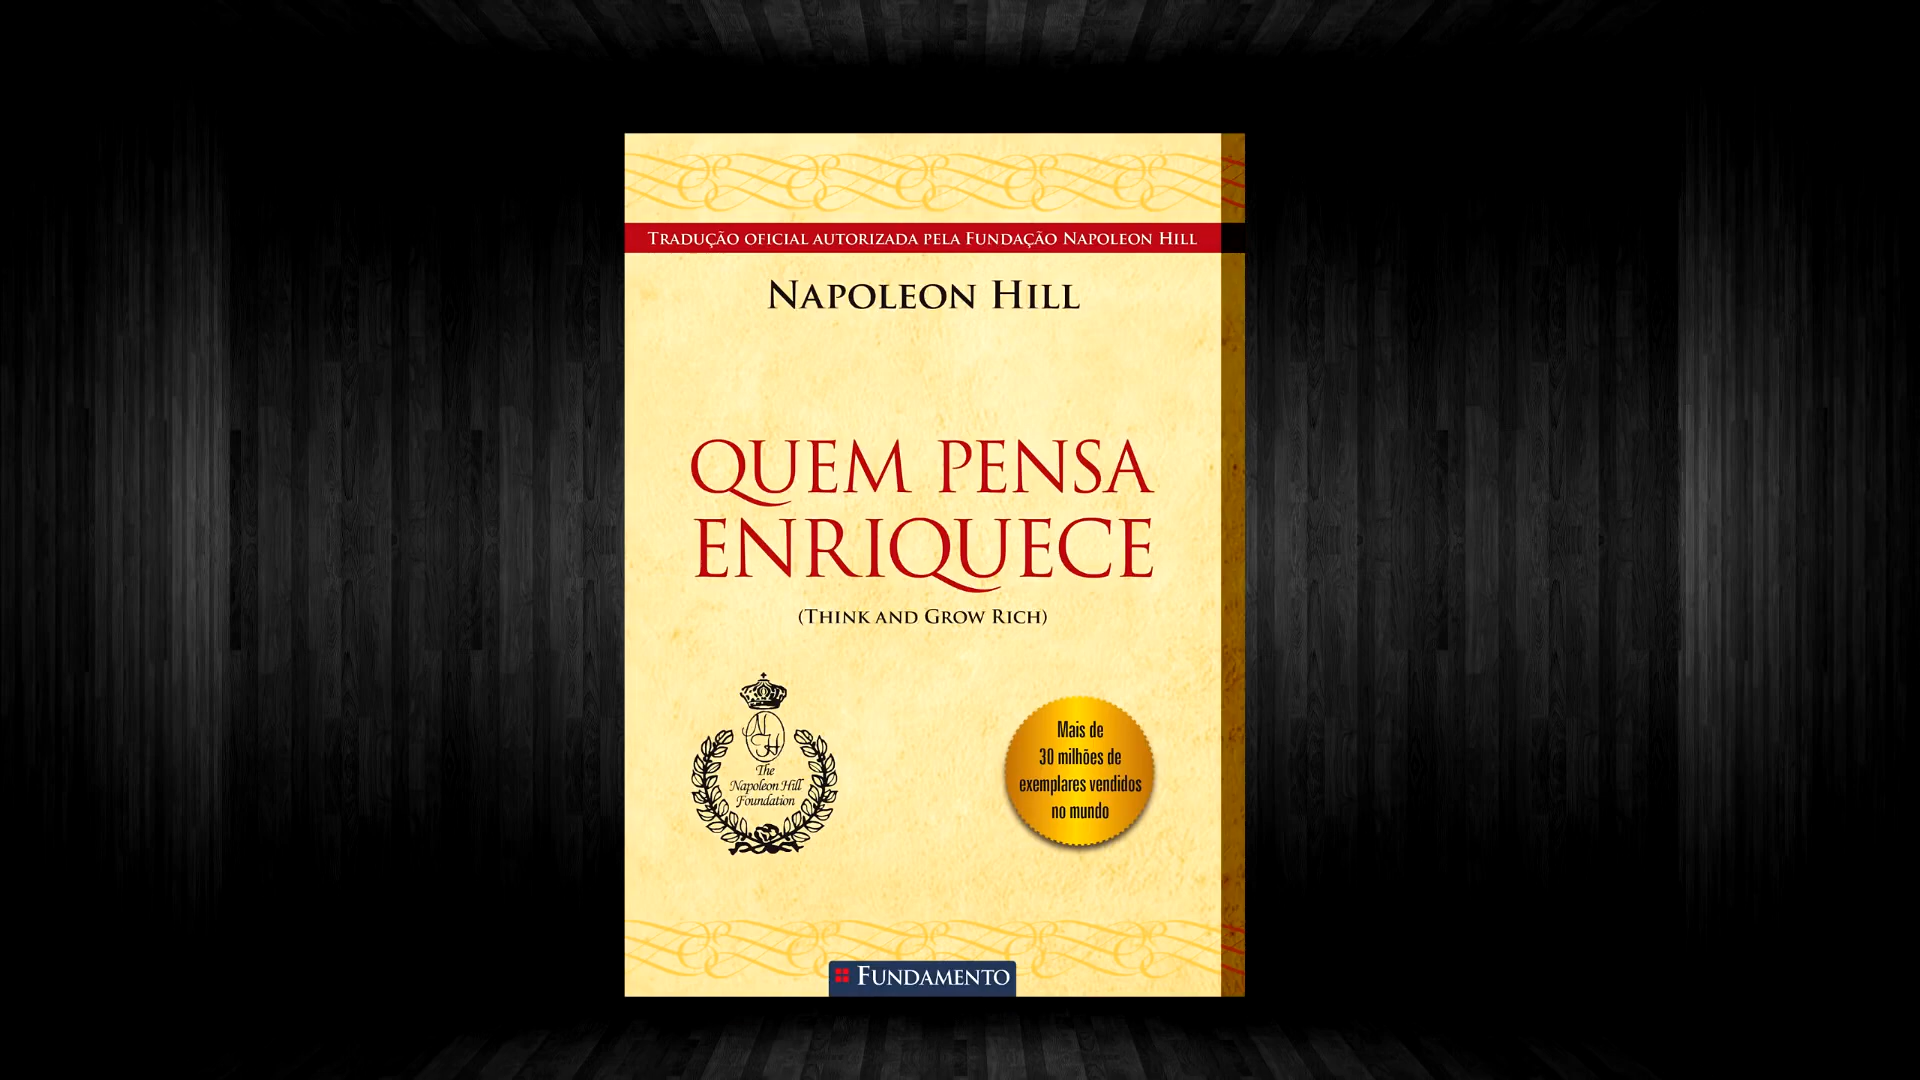 Tradução oficial autorizada pela Fundação Napoleon Hill
Napoleon Hill
QUEM PENSA
ENRIQUECE
(Think and Grow Rich)
NH
The
Napoleon Hill
Foundation
Mais de
30 milhões de
exemplares vendidos
no mundo
Fundamento